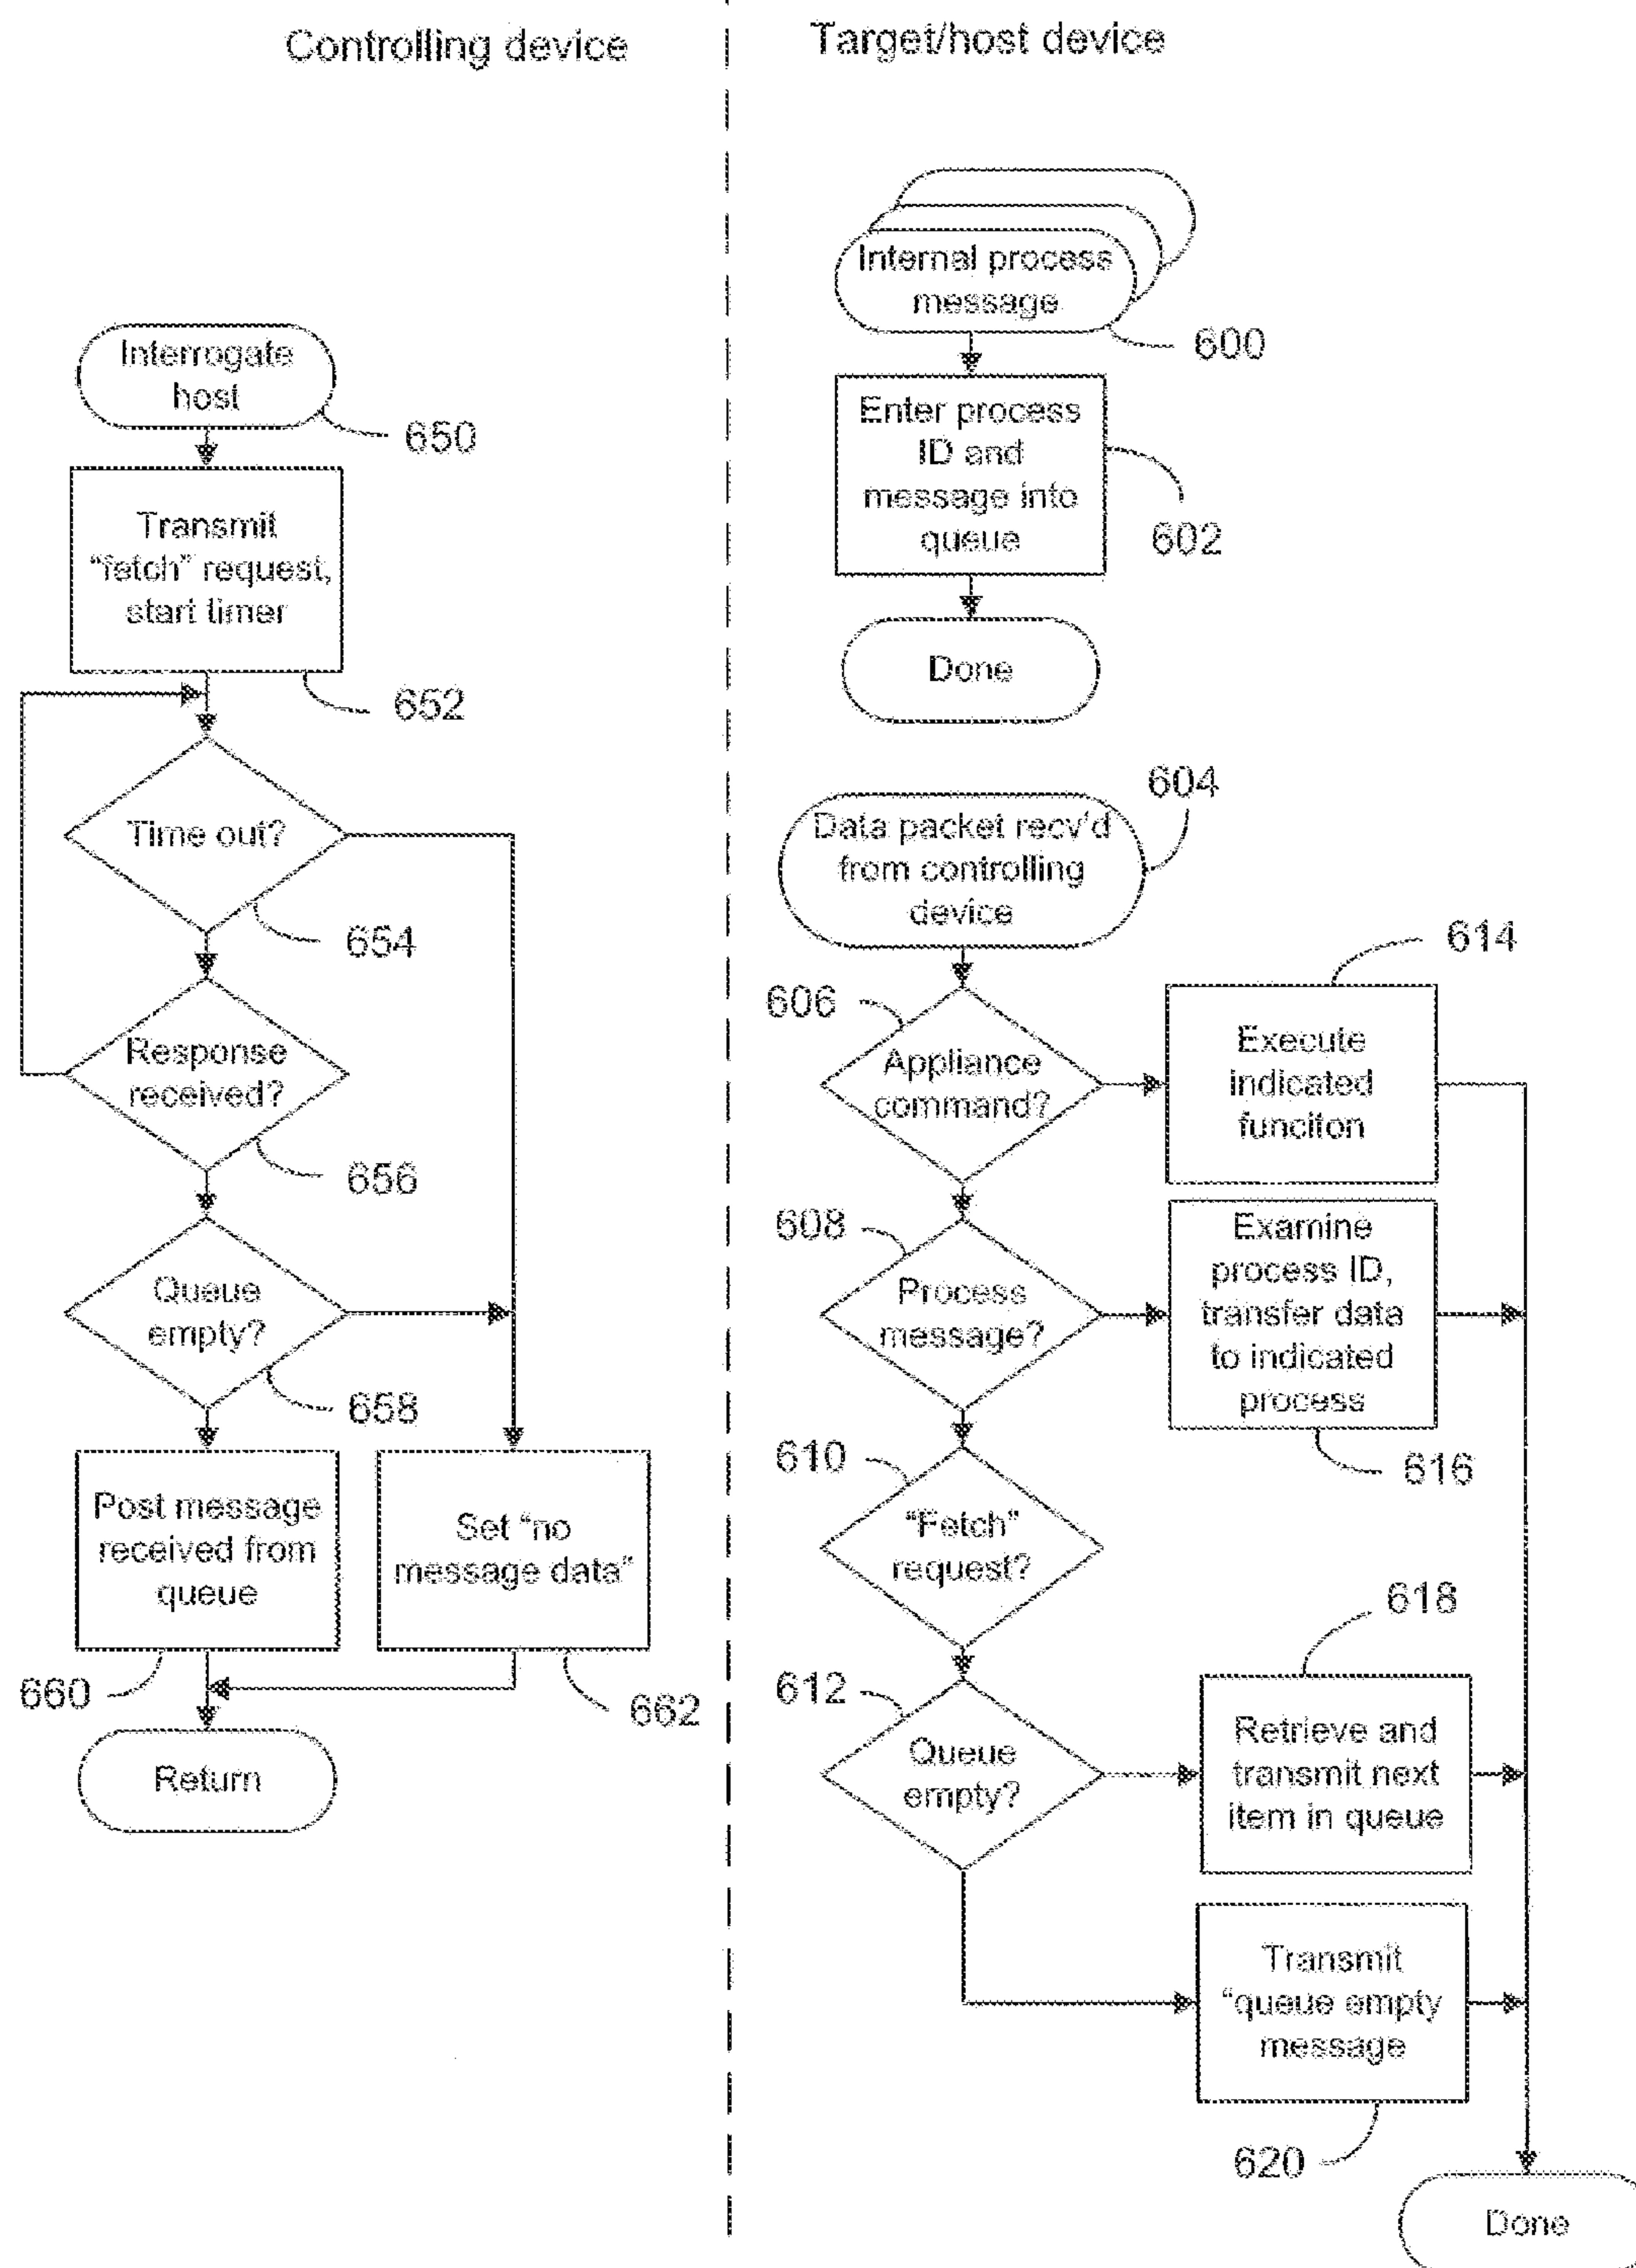 Controlling device
Target/host device
Interrogate
host
650
Transmit
“fetch” request,
start timer
652
Time out?
654
Response
received?
656
Queue
empty?
658
Post message
received from
queue
660
Set “no
message data”
662
Return
Internal process
message
600
Enter process
ID and
message into
queue
602
Done
604
Data packet recv'd
from controlling
device
606
Appliance
command?
614
Execute
indicated
funciton
608
Process
message?
Examine
process ID,
transfer data
to indicated
process
616
610
“Fetch”
request?
612
Queue
empty?
618
Retrieve and
transmit next
item in queue
Transmit
“queue empty
message
620
Done